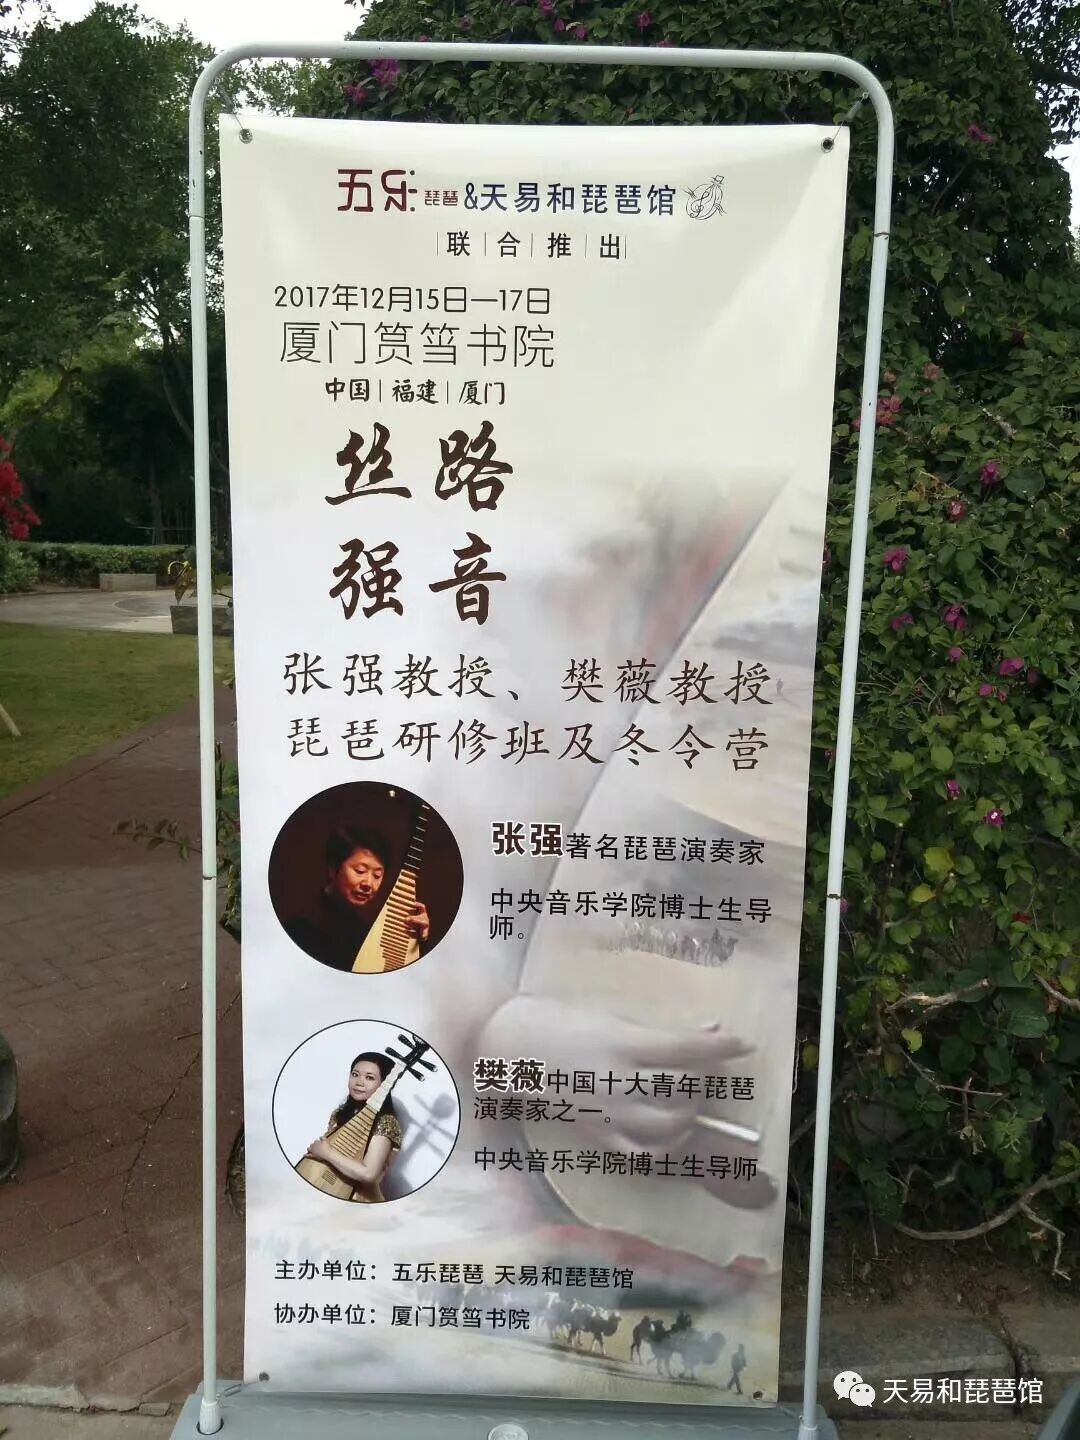 五乐 琵琶&天易和琵琶馆
联合推出
2017年12月15日—17日
厦门筼筜书院
中国|福建|厦门
丝路
强音
张强教授、樊薇教授
琵琶研修班及冬令营
张强著名琵琶演奏家
中央音乐学院博士生导
师。
樊薇中国十大青年琵琶
演奏家之一。
中央音乐学院博士生导师
主办单位：五乐琵琶 天易和琵琶馆
协办单位：厦门筼筜书院
天易和琵琶馆